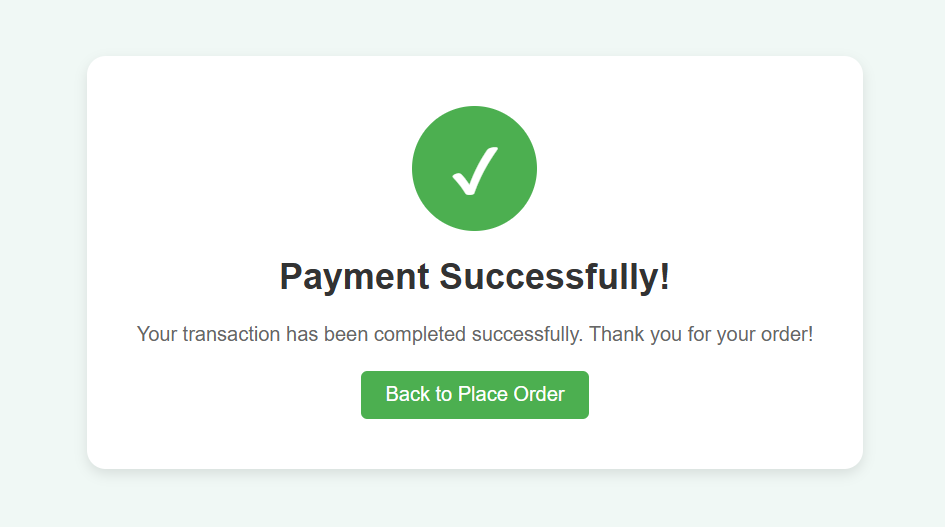 Payment Successfully!
Your transaction has been completed successfully. Thank you for your order!
Back to Place Order